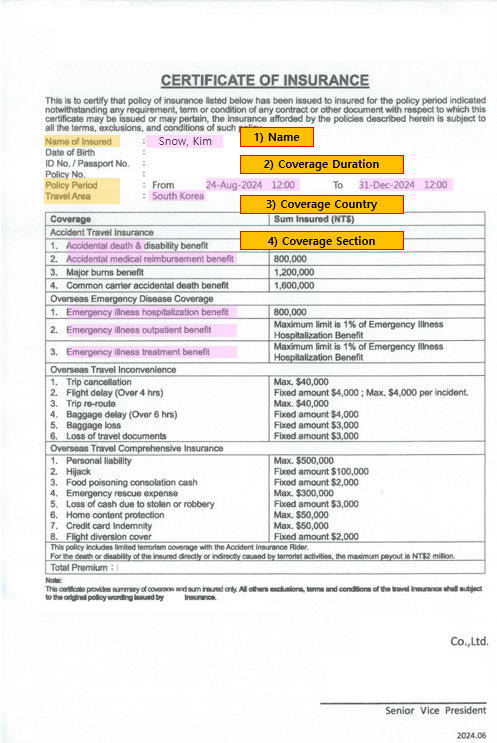 CERTIFICATE OF INSURANCE
This is to certify that policy of insurance listed below has been issued to insured for the policy period indicated
notwithstanding any requirement, term or condition of any contract or other document with respect to which this
certificate may be issued or may pertain, the insurance afforded by the policies described herein is subject to
all the terms, exclusions, and conditions of such
Name of Insured : Snow, Kim 1) Name
Date of Birth :
ID No. / Passport No. : 2) Coverage Duration
Policy No. :
Policy Period : From 24-Aug-2024 12:00 To 31-Dec-2024 12:00
Travel Area : South Korea 3) Coverage Country
Coverage Sum Insured (NT$)
Accident Travel Insurance 4) Coverage Section
1. Accidental death & disability benefit
2. Accidental medical reimbursement benefit 800,000
3. Major burns benefit 1,200,000
4. Common carrier accidental death benefit 1,600,000
Overseas Emergency Disease Coverage
1. Emergency illness hospitalization benefit 800,000
2. Emergency illness outpatient benefit Maximum limit is 1% of Emergency Illness
Hospitalization Benefit
3. Emergency illness treatment benefit Maximum limit is 1% of Emergency Illness
Hospitalization Benefit
Overseas Travel Inconvenience
1. Trip cancellation Max. $40,000
2. Flight delay (Over 4 hrs) Fixed amount $4,000 ; Max. $4,000 per incident.
3. Trip re-route Max. $40,000
4. Baggage delay (Over 6 hrs) Fixed amount $4,000
5. Baggage loss Fixed amount $3,000
6. Loss of travel documents Fixed amount $3,000
Overseas Travel Comprehensive Insurance
1. Personal liability Max. $500,000
2. Hijack Fixed amount $100,000
3. Food poisoning consolation cash Fixed amount $2,000
4. Emergency rescue expense Max. $300,000
5. Loss of cash due to stolen or robbery Fixed amount $3,000
6. Home content protection Max. $50,000
7. Credit card Indemnity Max. $50,000
8. Flight diversion cover Fixed amount $2,000
This policy includes limited terrorism coverage with the Accident Insurance Rider.
For the death or disability of the insured directly or indirectly caused by terrorist activities, the maximum payout is NT$2 million.
Total Premium :
Note:
This certificate provides summary of coverage and sum insured only. All others exclusions, terms and conditions of the travel insurance shall subject
to the original policy wording issued by insurance.
Co.,Ltd.
Senior Vice President
2024.06